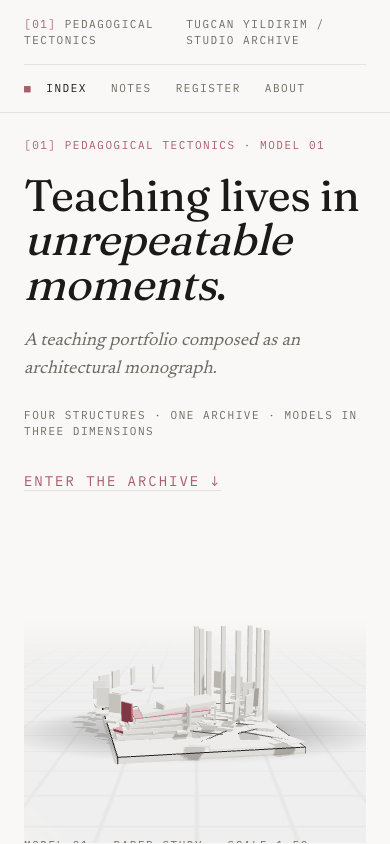 [01] PEDAGOGICAL TECTONICS
TUGCAN YILDIRIM / STUDIO ARCHIVE
INDEX NOTES REGISTER ABOUT
[01] PEDAGOGICAL TECTONICS · MODEL 01
Teaching lives in
unrepeatable
moments.
A teaching portfolio composed as an
architectural monograph.
FOUR STRUCTURES · ONE ARCHIVE · MODELS IN
THREE DIMENSIONS
ENTER THE ARCHIVE ↓